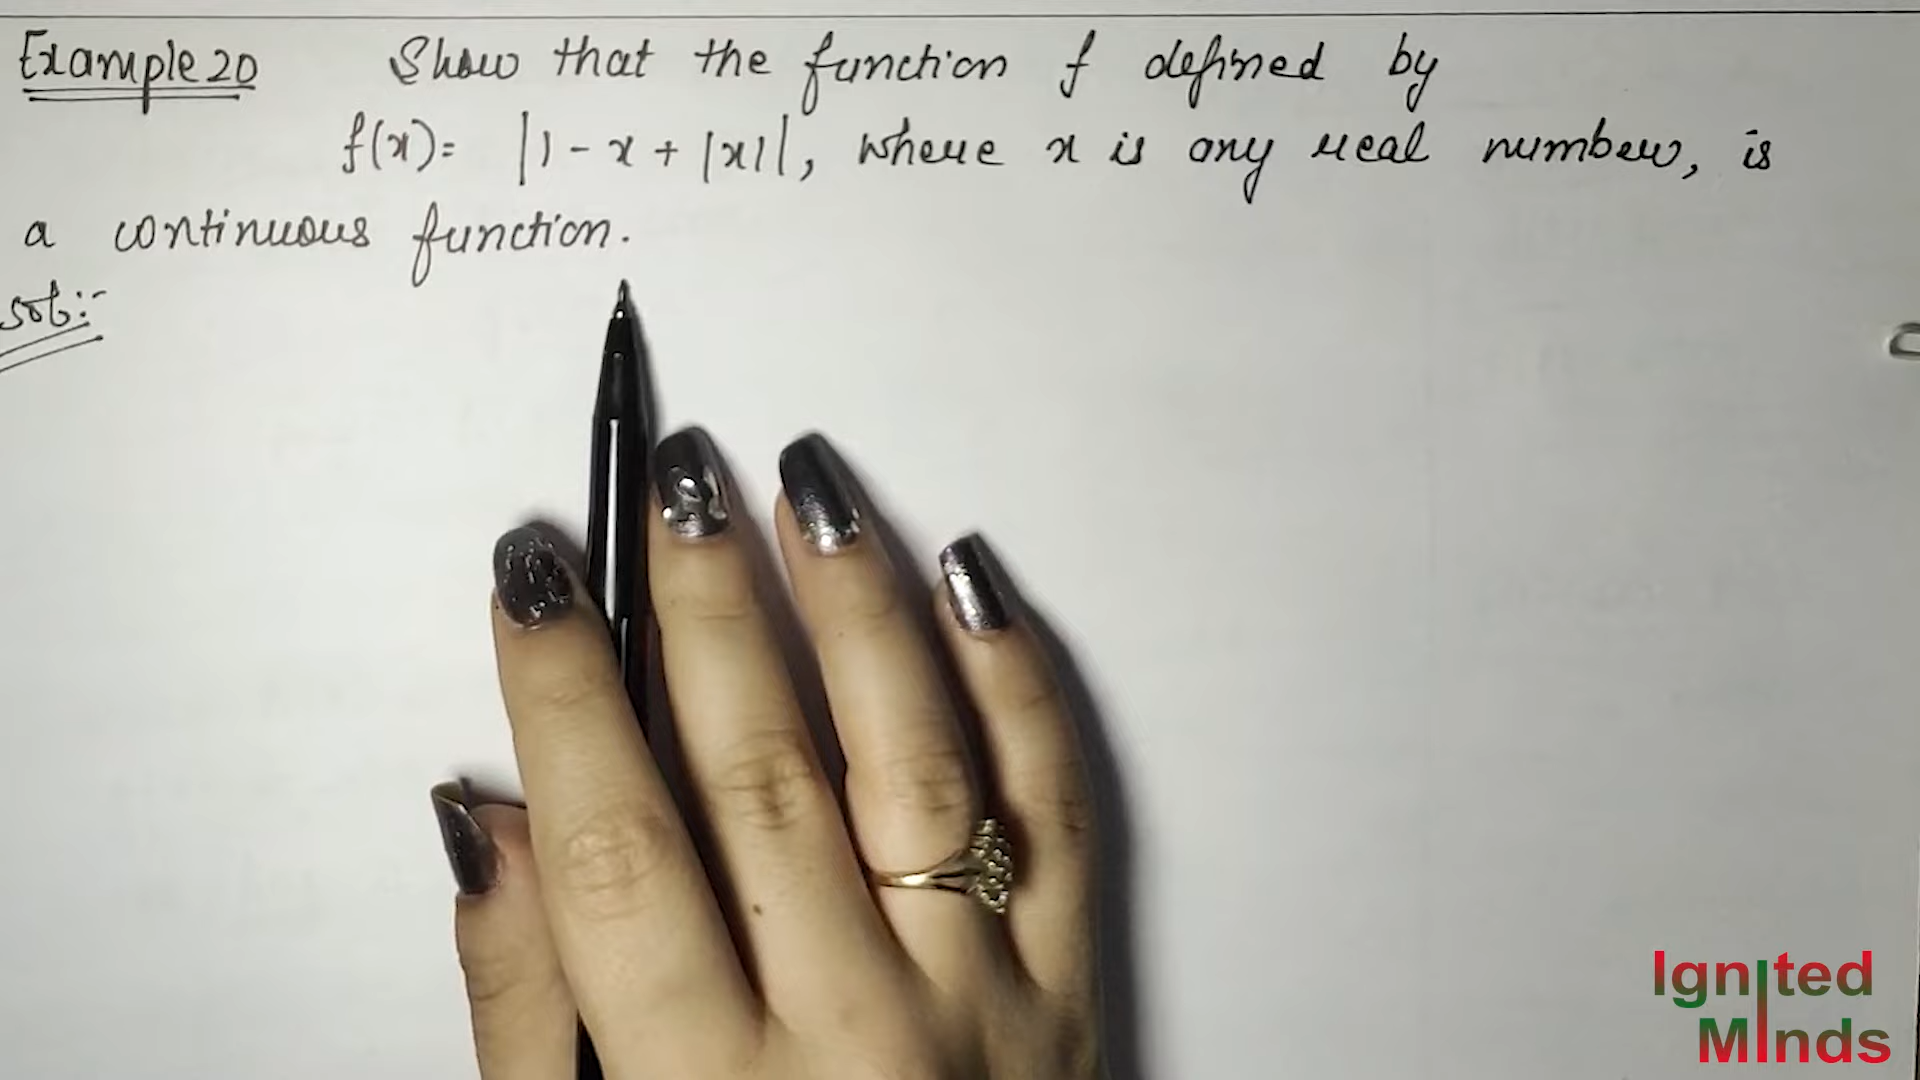 Example 20 Show that the function f defined by
f(x)= |1-x+|x||, where x is any real number, is
a continuous function.
Sol:-
Ignited
Minds